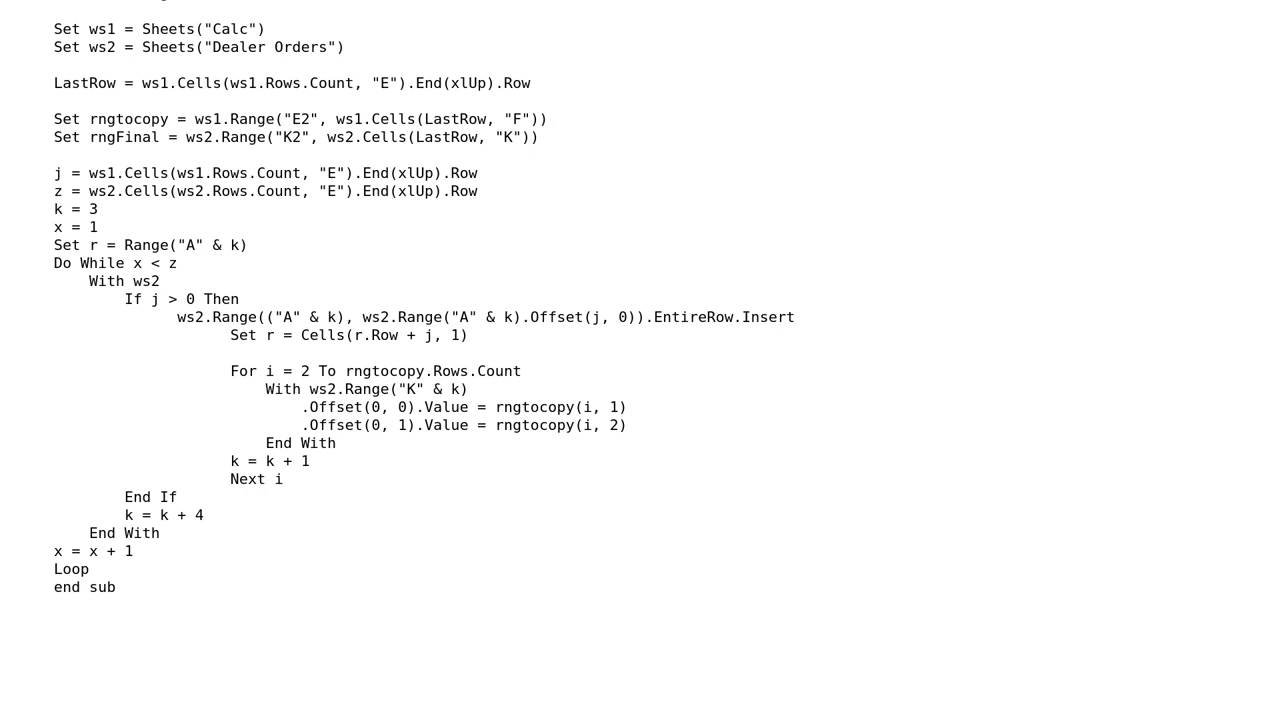 Set ws1 = Sheets("Calc")
Set ws2 = Sheets("Dealer Orders")
LastRow = ws1.Cells(ws1.Rows.Count, "E").End(xlUp).Row
Set rngtocopy = ws1.Range("E2", ws1.Cells(LastRow, "F"))
Set rngFinal = ws2.Range("K2", ws2.Cells(LastRow, "K"))
j = ws1.Cells(ws1.Rows.Count, "E").End(xlUp).Row
z = ws2.Cells(ws2.Rows.Count, "E").End(xlUp).Row
k = 3
x = 1
Set r = Range("A" & k)
Do While x < z
With ws2
If j > 0 Then
ws2.Range(("A" & k), ws2.Range("A" & k).Offset(j, 0)).EntireRow.Insert
Set r = Cells(r.Row + j, 1)
For i = 2 To rngtocopy.Rows.Count
With ws2.Range("K" & k)
.Offset(0, 0).Value = rngtocopy(i, 1)
.Offset(0, 1).Value = rngtocopy(i, 2)
End With
k = k + 1
Next i
End If
k = k + 4
End With
x = x + 1
Loop
end sub